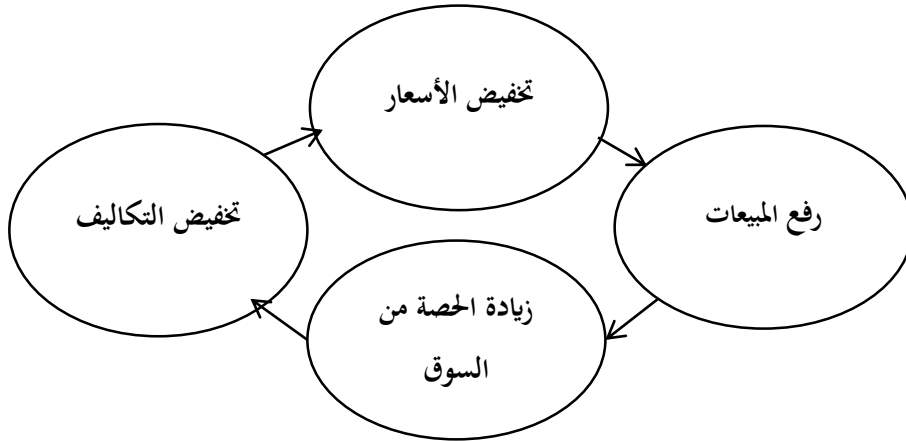 تخفيض الأسعار
رفع المبيعات
تخفيض التكاليف
زيادة الحصة من
السوق